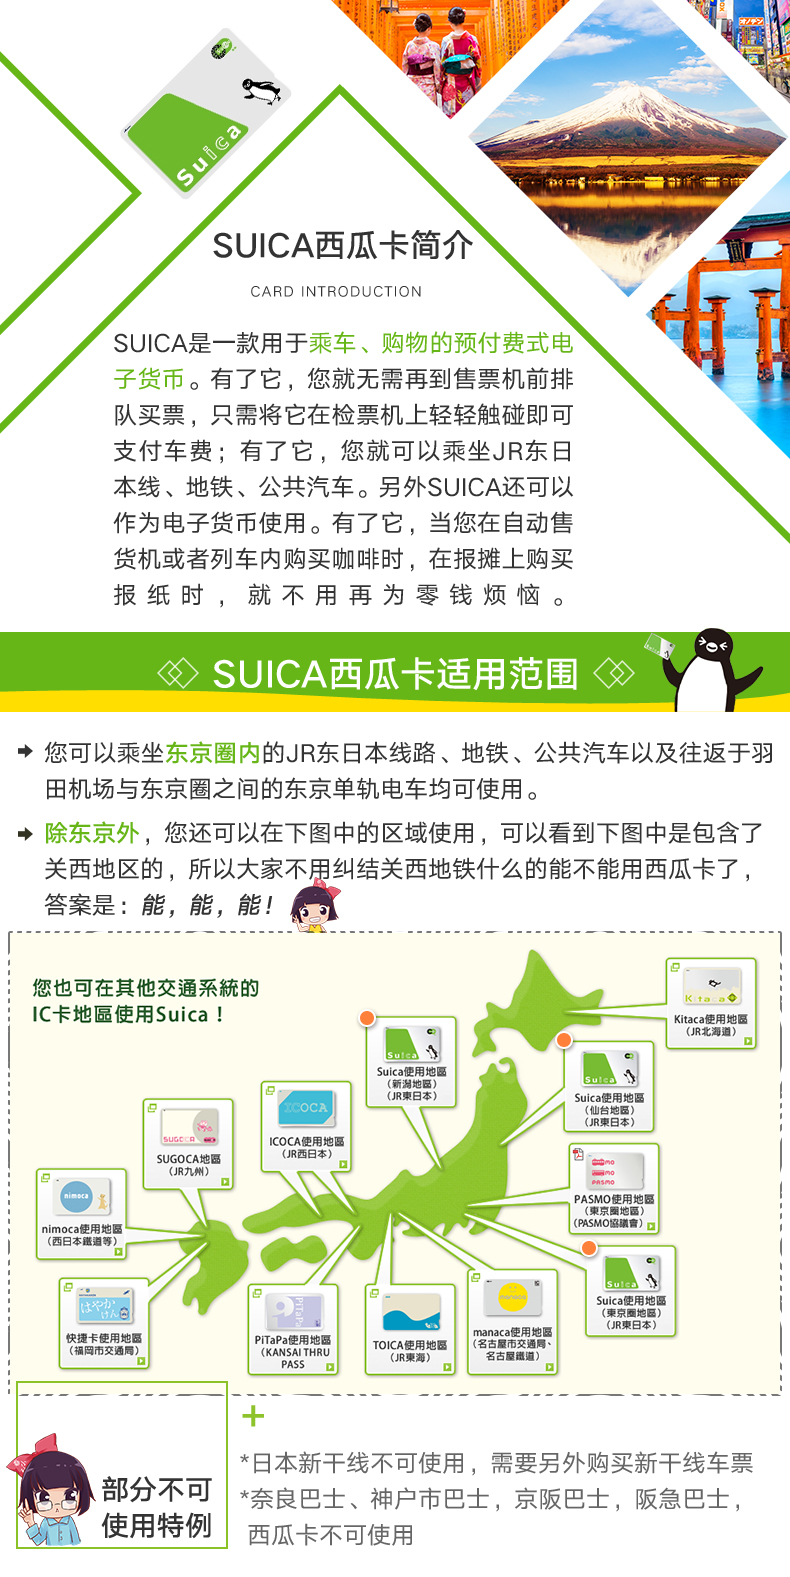 Suica
SUICA西瓜卡简介
CARD INTRODUCTION
SUICA是一款用于乘车、购物的预付费式电
子货币。有了它，您就无需再到售票机前排
队买票，只需将它在检票机上轻轻触碰即可
支付车费；有了它，您就可以乘坐JR东日
本线、地铁、公共汽车。另外SUICA还可以
作为电子货币使用。有了它，当您在自动售
货机或者列车内购买咖啡时，在报摊上购买
报纸时，就不用再为零钱烦恼。
SUICA西瓜卡适用范围
您可以乘坐东京圈内的JR东日本线路、地铁、公共汽车以及往返于羽
田机场与东京圈之间的东京单轨电车均可使用。
除东京外，您还可以在下图中的区域使用，可以看到下图中是包含了
关西地区的，所以大家不用纠结关西地铁什么的能不能用西瓜卡了，
答案是：能，能，能！
您也可在其他交通系統的
IC卡地區使用Suica！
Kitaca
Kitaca使用地區
（JR北海道）
Suica
Suica使用地區
（新潟地區）
（JR東日本）
Suica
Suica使用地區
（仙台地區）
（JR東日本）
ICOCA
ICOCA使用地區
（JR西日本）
SUGOCA
SUGOCA地區
（JR九州）
PASMO
PASMO使用地區
（東京圈地區）
（PASMO協議會）
nimoca
nimoca使用地區
（西日本鐵道等）
Suica
Suica使用地區
（東京圈地區）
（JR東日本）
はやかけん
快捷卡使用地區
（福岡市交通局）
PiTaPa
PiTaPa使用地區
（KANSAI THRU
PASS
TOICA使用地區
（JR東海）
manaca
manaca使用地區
（名古屋市交通局、
名古屋鐵道）
部分不可
使用特例
+
*日本新干线不可使用，需要另外购买新干线车票
*奈良巴士、神户市巴士，京阪巴士，阪急巴士，
西瓜卡不可使用